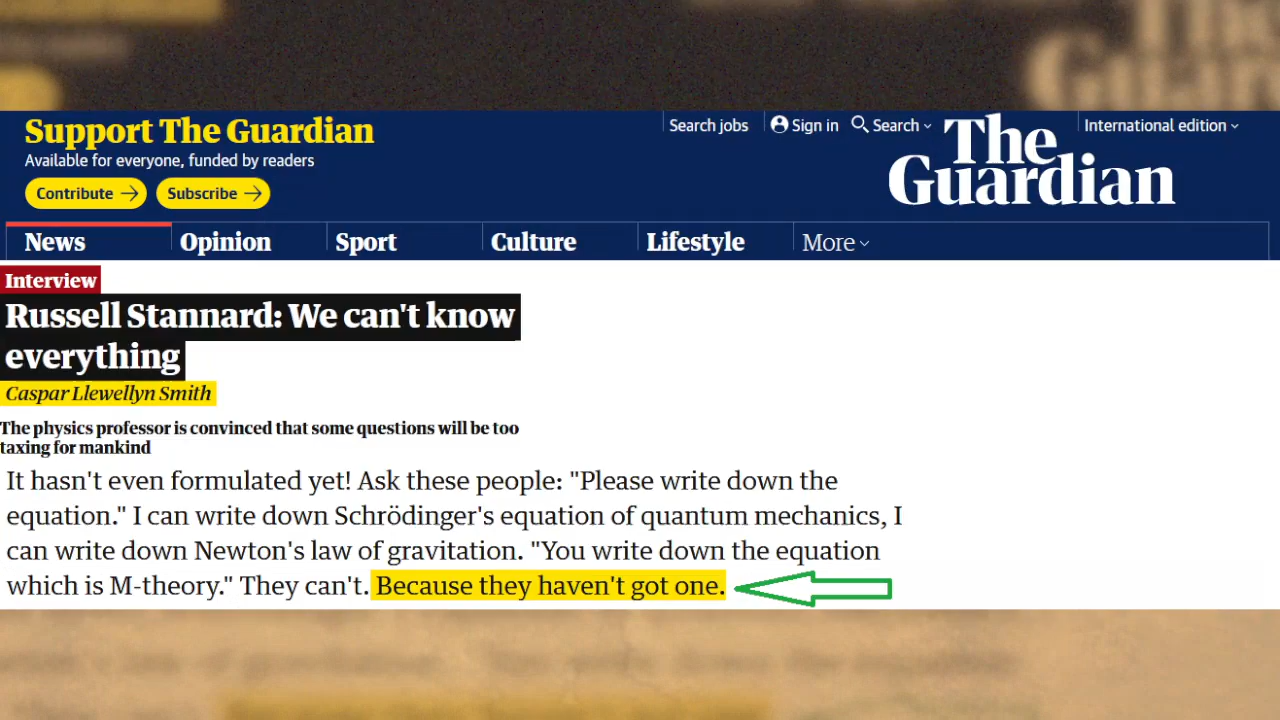 Support The Guardian
Available for everyone, funded by readers
Contribute
Subscribe
Search jobs
Sign in
Search
The
Guardian
International edition
News
Opinion
Sport
Culture
Lifestyle
More
Interview
Russell Stannard: We can't know
everything
Caspar Llewellyn Smith
The physics professor is convinced that some questions will be too
taxing for mankind
It hasn't even formulated yet! Ask these people: "Please write down the
equation." I can write down Schrödinger's equation of quantum mechanics, I
can write down Newton's law of gravitation. "You write down the equation
which is M-theory." They can't. Because they haven't got one.